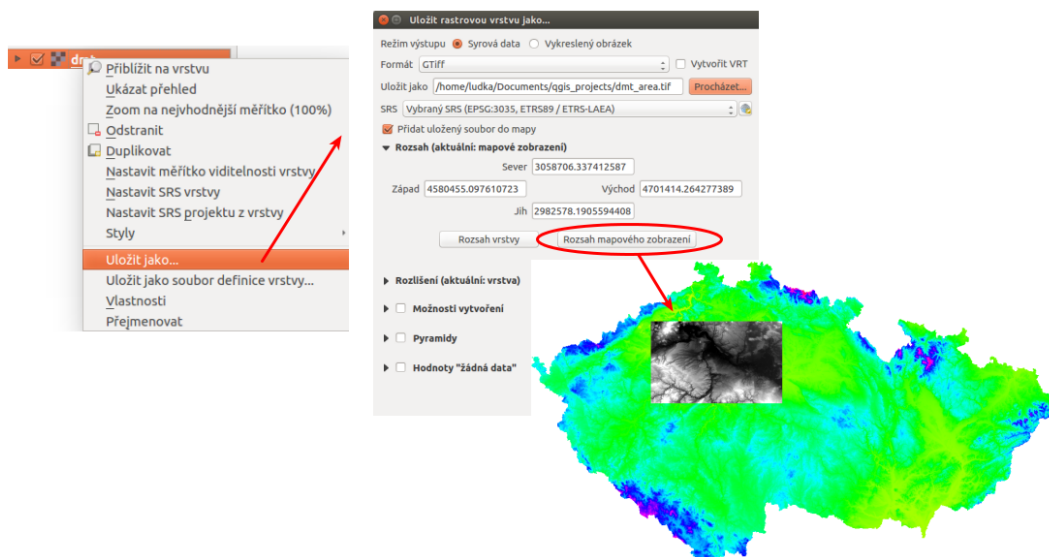 dmt
Přiblížit na vrstvu
Ukázat přehled
Zoom na nejvhodnější měřítko (100%)
Odstranit
Duplikovat
Nastavit měřítko viditelnosti vrstvy
Nastavit SRS vrstvy
Nastavit SRS projektu z vrstvy
Styly
Uložit jako...
Uložit jako soubor definice vrstvy...
Vlastnosti
Přejmenovat
Uložit rastrovou vrstvu jako...
Režim výstupu Syrová data Vykreslený obrázek
Formát GTiff Vytvořit VRT
Uložit jako /home/ludka/Documents/qgis_projects/dmt_area.tif Procházet...
SRS Vybraný SRS (EPSG:3035, ETRS89 / ETRS-LAEA)
Přidat uložený soubor do mapy
Rozsah (aktuální: mapové zobrazení)
Sever 3058706.337412587
Západ 4580455.097610723 Východ 4701414.264277389
Jih 2982578.1905594408
Rozsah vrstvy Rozsah mapového zobrazení
Rozlišení (aktuální: vrstva)
Možnosti vytvoření
Pyramidy
Hodnoty "žádná data"